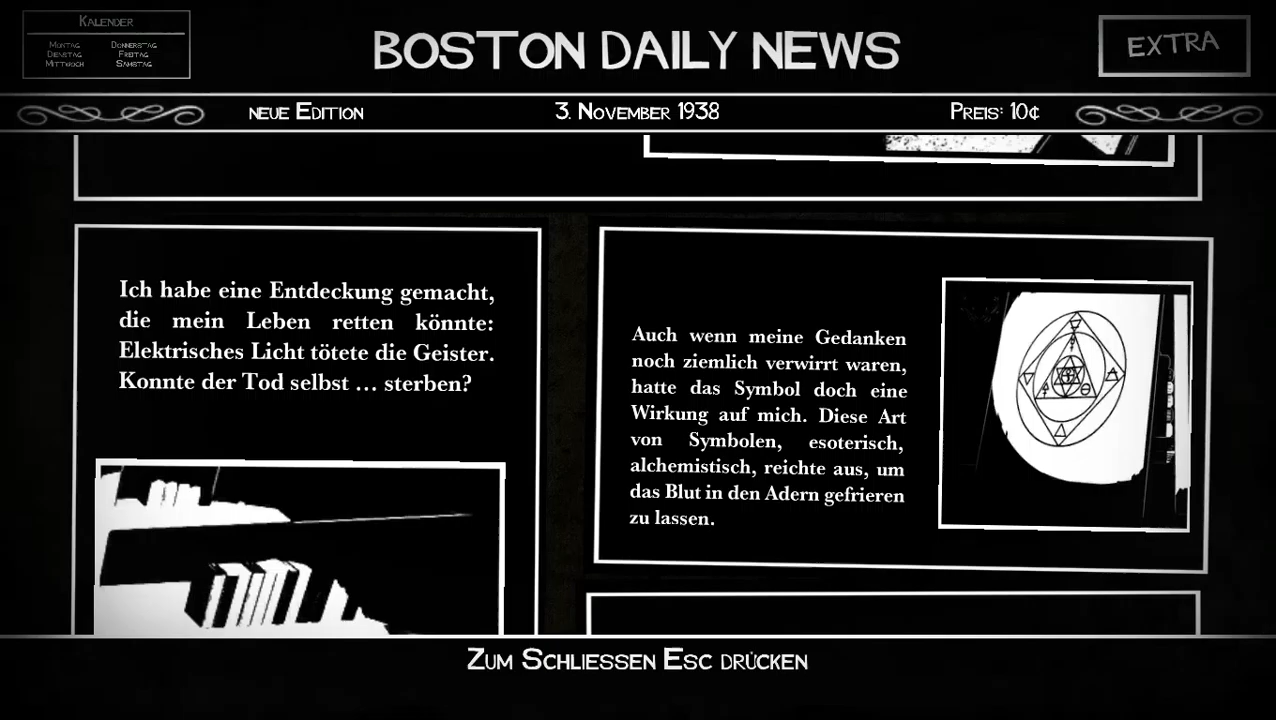 Kalender
Montag Donnerstag
Dienstag Freitag
Mittwoch Samstag
BOSTON DAILY NEWS
EXTRA
neue Edition 3. November 1938 Preis: 10¢
Ich habe eine Entdeckung gemacht,
die mein Leben retten könnte:
Elektrisches Licht tötete die Geister.
Konnte der Tod selbst … sterben?
Auch wenn meine Gedanken
noch ziemlich verwirrt waren,
hatte das Symbol doch eine
Wirkung auf mich. Diese Art
von Symbolen, esoterisch,
alchemistisch, reichte aus, um
das Blut in den Adern gefrieren
zu lassen.
Zum Schliessen Esc drücken